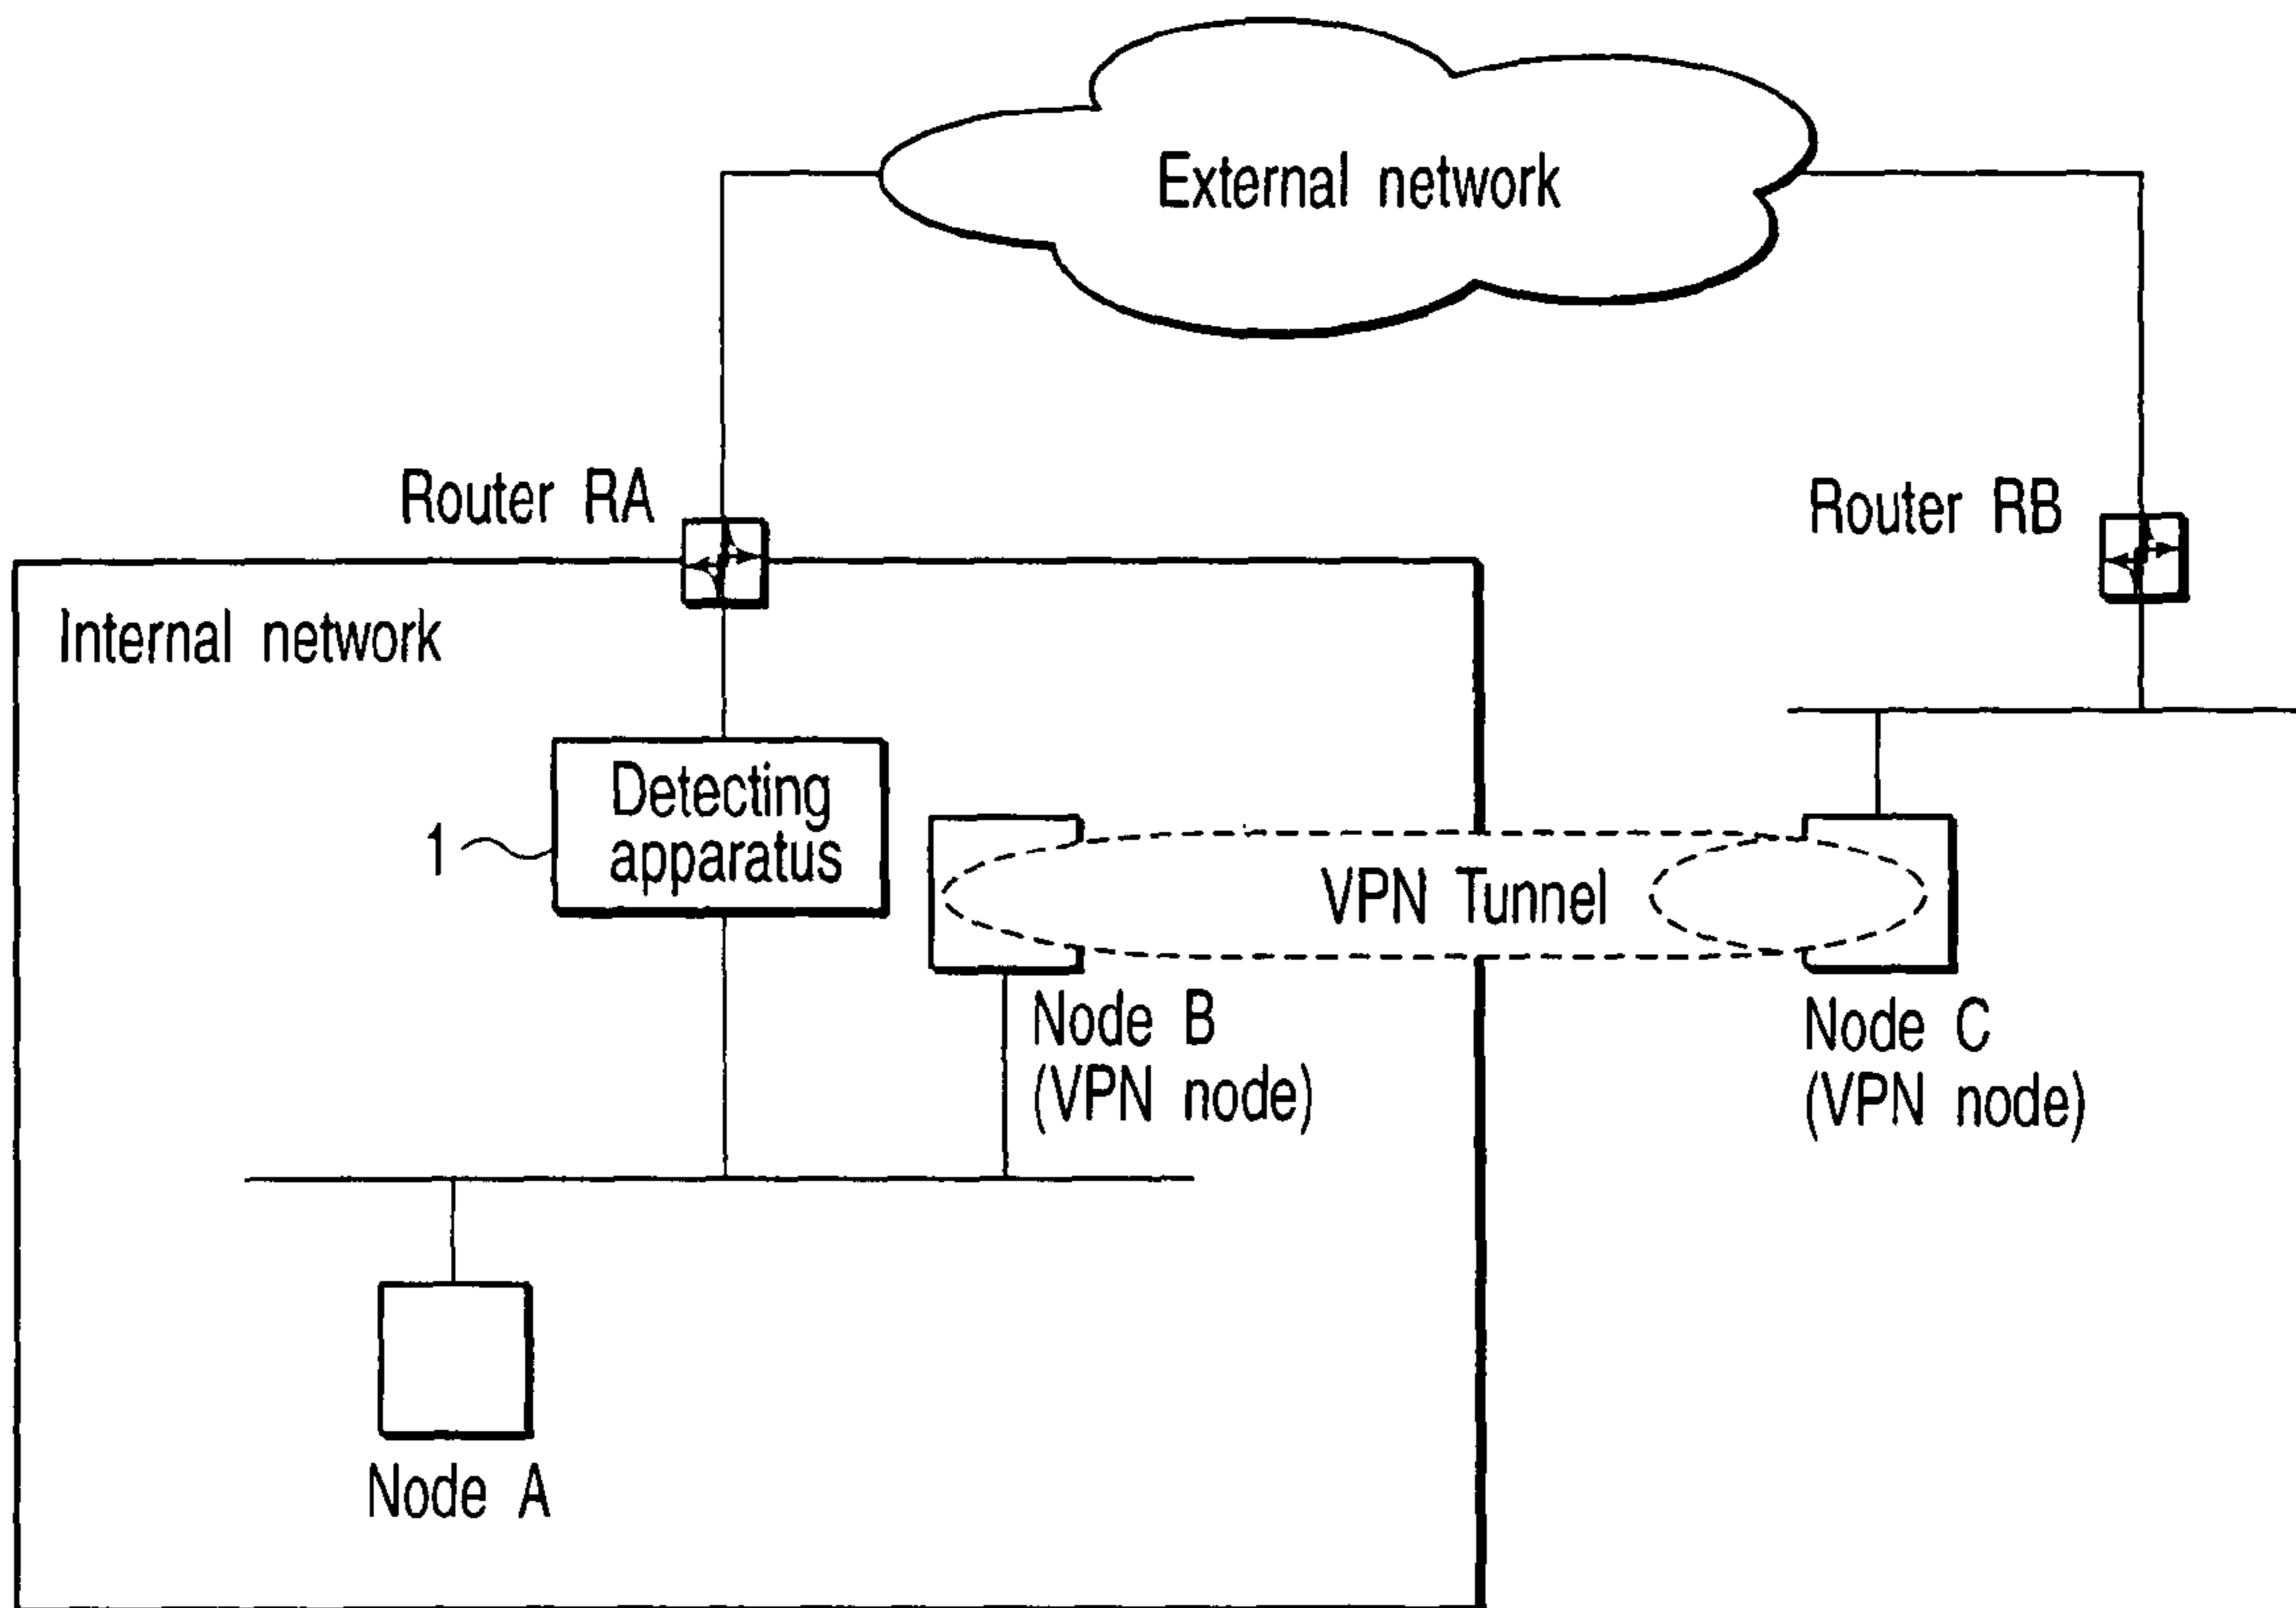 External network
Router RA
Router RB
Internal network
Detecting
apparatus
1
VPN Tunnel
Node B
(VPN node)
Node C
(VPN node)
Node A